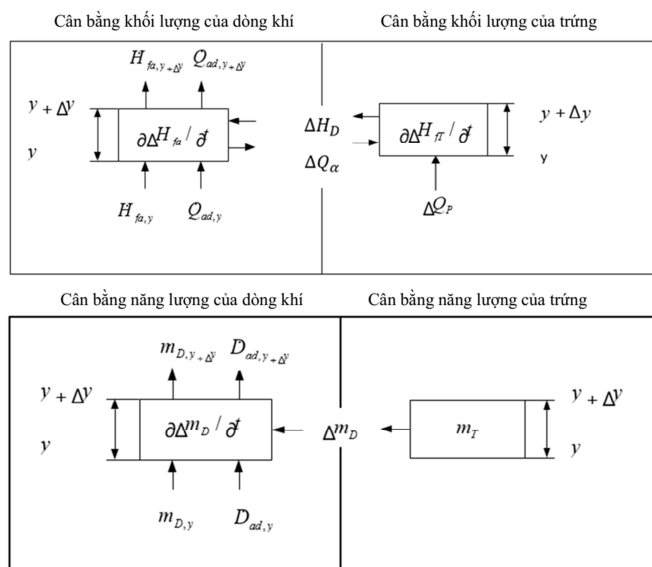 Cân bằng khối lượng của dòng khí
Cân bằng khối lượng của trứng
H_{fa,y+Δy} Q_{ad,y+Δy}
y + Δy
∂ΔH_{fa} / ∂t
y
H_{fa,y} Q_{ad,y}
ΔH_D
ΔQ_α
∂ΔH_{fT} / ∂t
y + Δy
y
ΔQ_P
Cân bằng năng lượng của dòng khí
Cân bằng năng lượng của trứng
m_{D,y+Δy} D_{ad,y+Δy}
y + Δy
∂Δm_D / ∂t
y
m_{D,y} D_{ad,y}
Δm_D
m_T
y + Δy
y